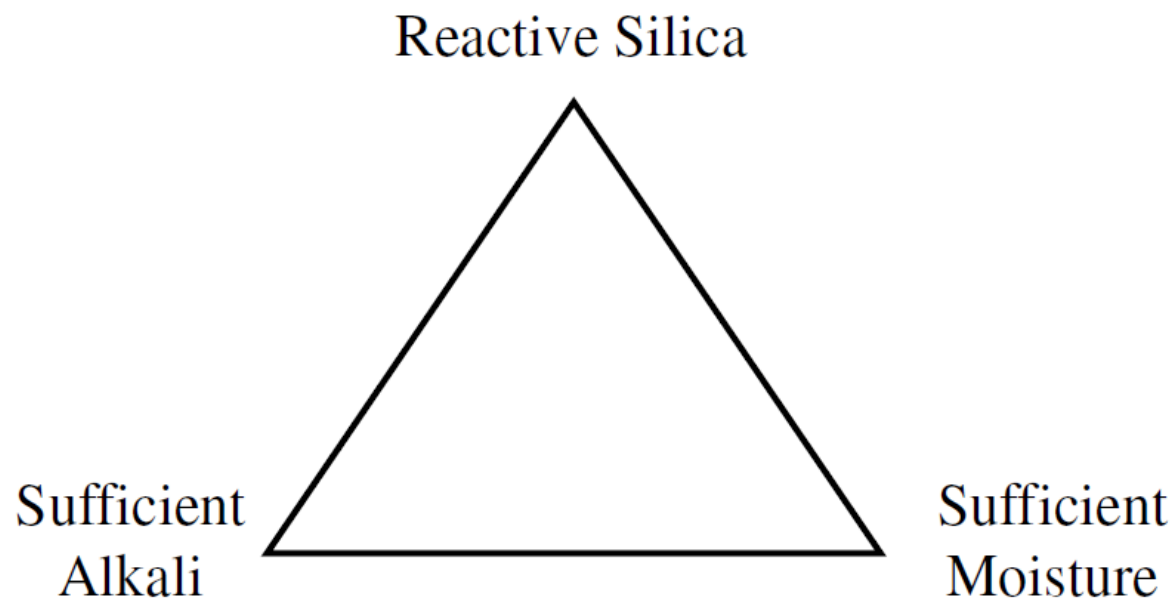 Reactive Silica
Sufficient
Alkali
Sufficient
Moisture